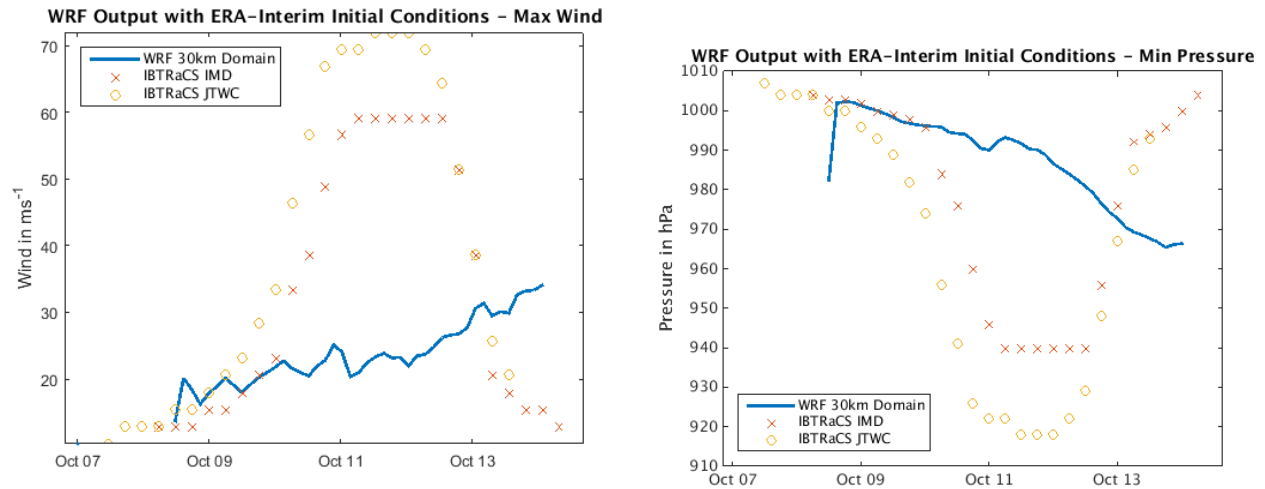 WRF Output with ERA-Interim Initial Conditions - Max Wind
70
60
50
40
30
20
Wind in ms-1
WRF 30km Domain
IBTRaCS IMD
IBTRaCS JTWC
Oct 07
Oct 09
Oct 11
Oct 13
WRF Output with ERA-Interim Initial Conditions - Min Pressure
1010
1000
990
980
970
960
950
940
930
920
910
Pressure in hPa
WRF 30km Domain
IBTRaCS IMD
IBTRaCS JTWC
Oct 07
Oct 09
Oct 11
Oct 13